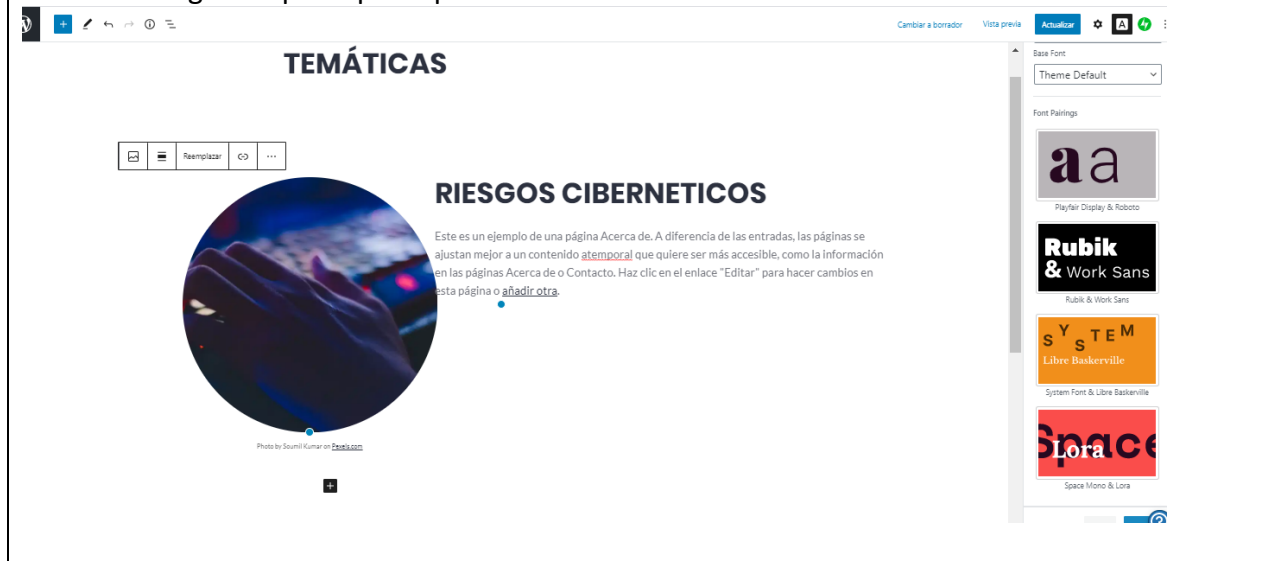 Cambiar a borrador
Vista previa
Actualizar
A
TEMÁTICAS
Reemplazar
RIESGOS CIBERNETICOS
Este es un ejemplo de una página Acerca de. A diferencia de las entradas, las páginas se
ajustan mejor a un contenido atemporal que quiere ser más accesible, como la información
en las páginas Acerca de o Contacto. Haz clic en el enlace "Editar" para hacer cambios en
esta página o añadir otra.
Photo by Soumil Kumar on Pexels.com
Base Font
Theme Default
Font Pairings
aa
Playfair Display & Roboto
Rubik
& Work Sans
Rubik & Work Sans
SYSTEM
Libre Baskerville
System Font & Libre Baskerville
Space
Lora
Space Mono & Lora